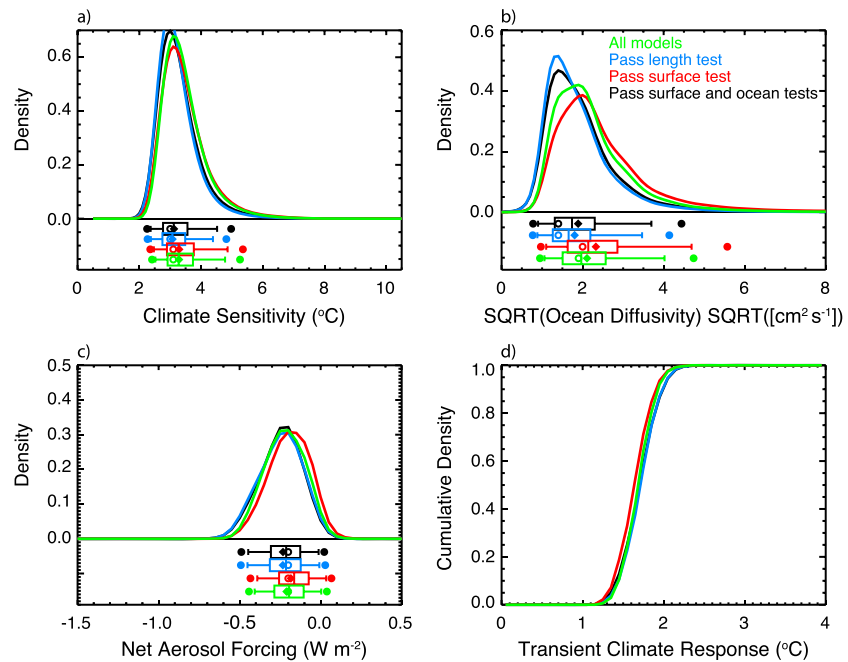 a)
0.6
0.4
0.2
0.0
Density
0 2 4 6 8 10
Climate Sensitivity (°C)
b)
0.6
0.4
0.2
0.0
Density
All models
Pass length test
Pass surface test
Pass surface and ocean tests
0 2 4 6 8
SQRT(Ocean Diffusivity) SQRT([cm² s⁻¹])
c)
0.5
0.4
0.3
0.2
0.1
0.0
Density
-1.5 -1.0 -0.5 0.0 0.5
Net Aerosol Forcing (W m⁻²)
d)
1.0
0.8
0.6
0.4
0.2
0.0
Cumulative Density
0 1 2 3 4
Transient Climate Response (°C)